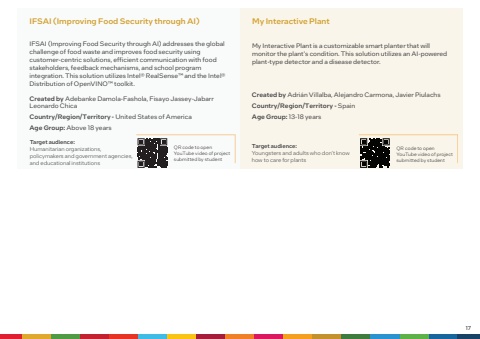 IFSAI (Improving Food Security through AI)
IFSAI (Improving Food Security through AI) addresses the global
challenge of food waste and improves food security using
customer-centric solutions, efficient communication with food
stakeholders, feedback mechanisms, and school program
integration. This solution utilizes Intel® RealSense™ and the Intel®
Distribution of OpenVINO™ toolkit.
Created by Adebanke Damola-Fashola, Fisayo Jassey-Jabarr
Leonardo Chica
Country/Region/Territory - United States of America
Age Group: Above 18 years
Target audience:
Humanitarian organizations,
policymakers and government agencies,
and educational institutions
QR code to open
YouTube video of project
submitted by student
My Interactive Plant
My Interactive Plant is a customizable smart planter that will
monitor the plant's condition. This solution utilizes an AI-powered
plant-type detector and a disease detector.
Created by Adrián Villalba, Alejandro Carmona, Javier Piulachs
Country/Region/Territory - Spain
Age Group: 13-18 years
Target audience:
Youngsters and adults who don't know
how to care for plants
QR code to open
YouTube video of project
submitted by student
17